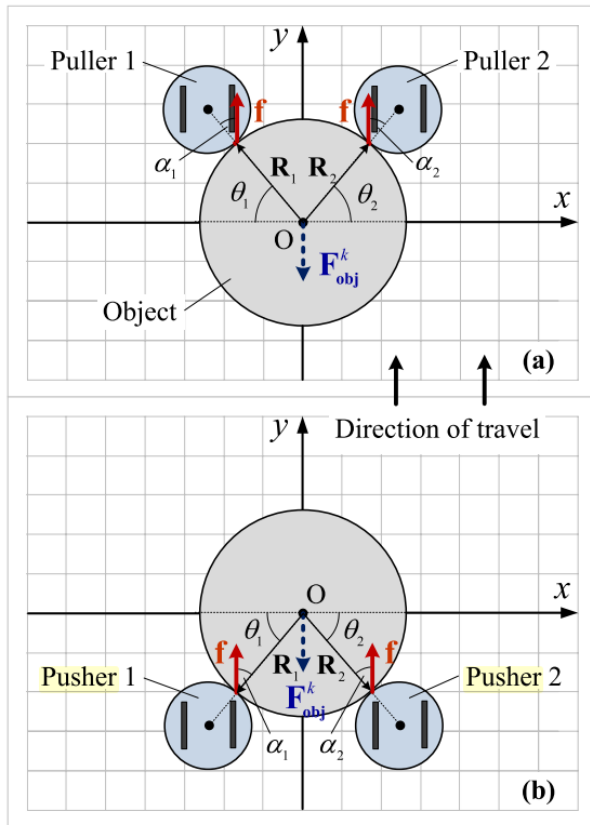 y
Puller 1
Puller 2
f
f
α₁
α₂
R₁
R₂
θ₁
θ₂
x
O
F_obj^k
Object
(a)
Direction of travel
y
x
O
θ₁
θ₂
f
f
R₁
R₂
Pusher 1
Pusher 2
F_obj^k
α₁
α₂
(b)